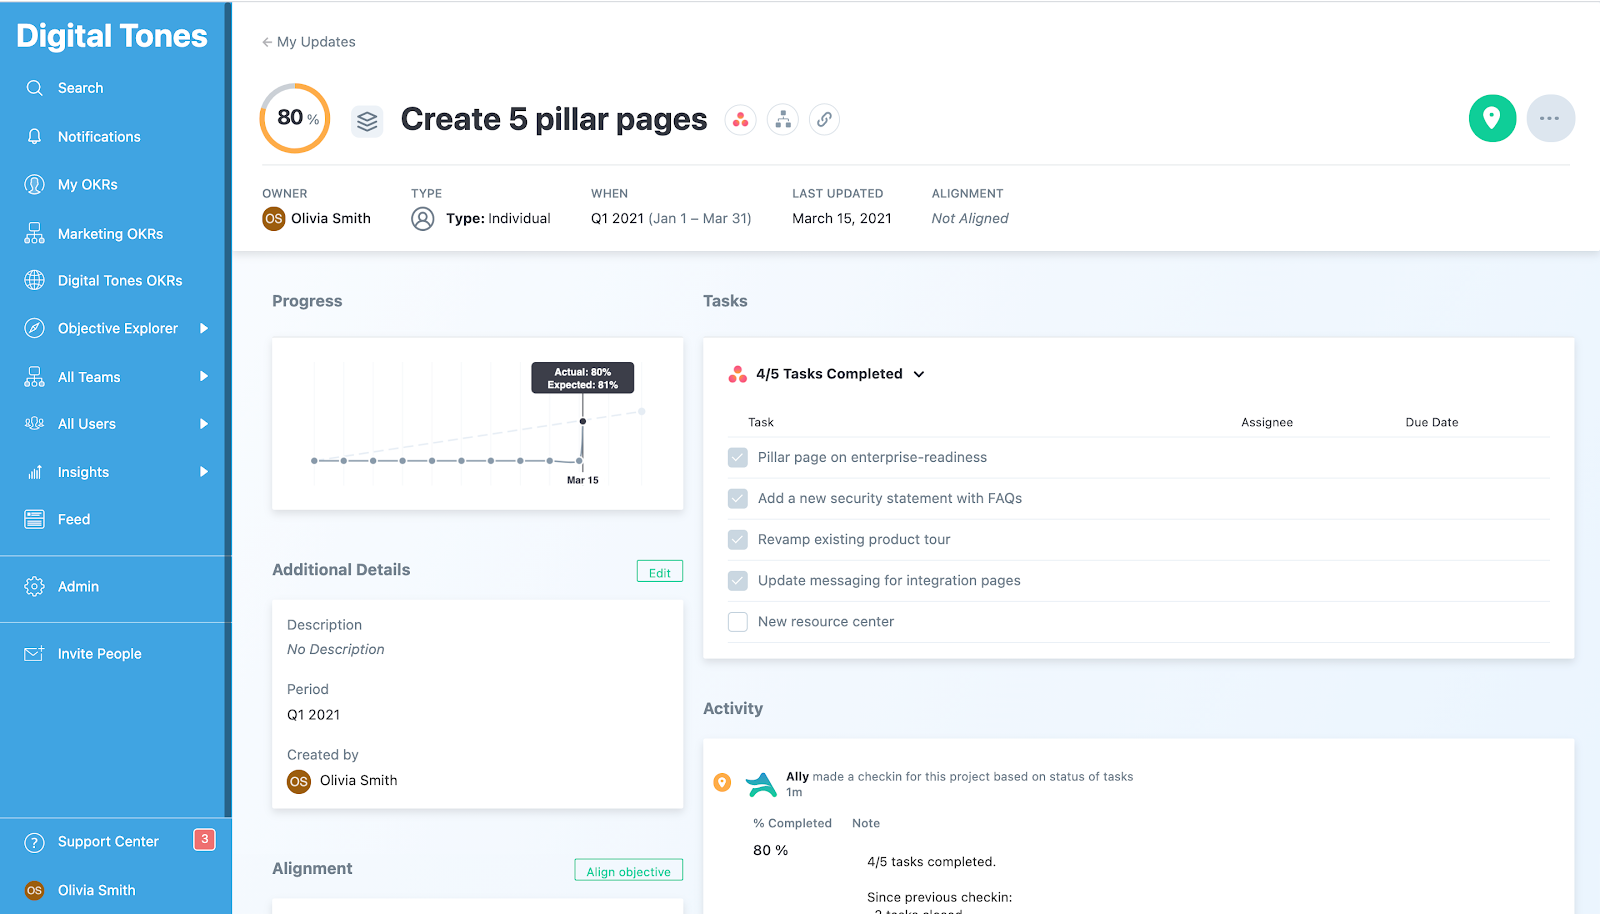 Digital Tones
Search
Notifications
My OKRs
Marketing OKRs
Digital Tones OKRs
Objective Explorer
All Teams
All Users
Insights
Feed
Admin
Invite People
Support Center 3
OS Olivia Smith
← My Updates
80 % Create 5 pillar pages
OWNER TYPE WHEN LAST UPDATED ALIGNMENT
OS Olivia Smith Type: Individual Q1 2021 (Jan 1 – Mar 31) March 15, 2021 Not Aligned
Progress
Actual: 80%
Expected: 81%
Mar 15
Additional Details Edit
Description
No Description
Period
Q1 2021
Created by
OS Olivia Smith
Alignment Align objective
Tasks
4/5 Tasks Completed
Task Assignee Due Date
Pillar page on enterprise-readiness
Add a new security statement with FAQs
Revamp existing product tour
Update messaging for integration pages
New resource center
Activity
Ally made a checkin for this project based on status of tasks
1m
% Completed Note
80 %
4/5 tasks completed.
Since previous checkin: